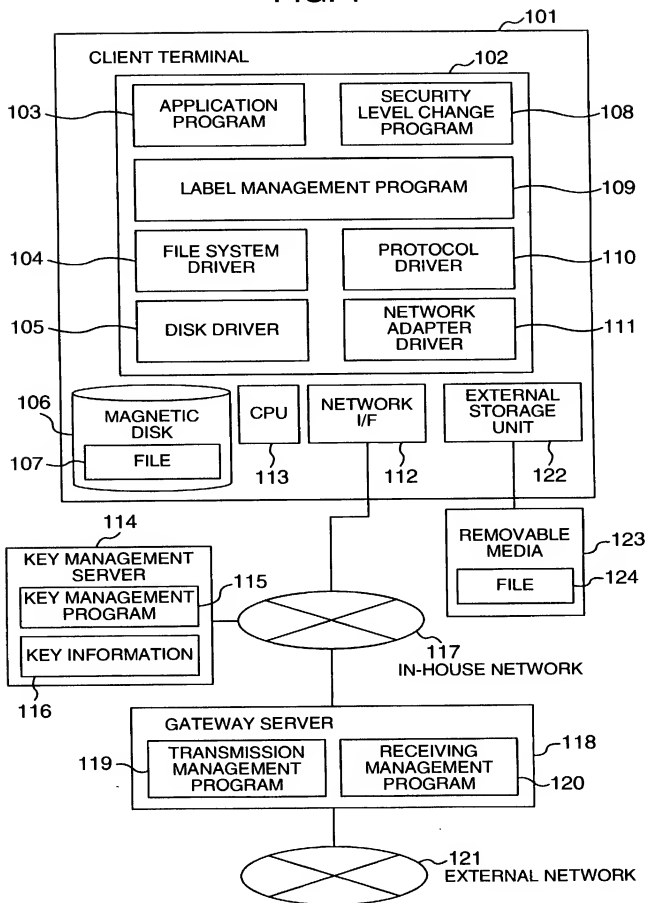 101
CLIENT TERMINAL
102
103
APPLICATION
PROGRAM
SECURITY
LEVEL CHANGE
PROGRAM
108
LABEL MANAGEMENT PROGRAM
109
104
FILE SYSTEM
DRIVER
PROTOCOL
DRIVER
110
105
DISK DRIVER
NETWORK
ADAPTER
DRIVER
111
106
MAGNETIC
DISK
107
FILE
CPU
113
NETWORK
I/F
112
EXTERNAL
STORAGE
UNIT
122
114
KEY MANAGEMENT
SERVER
KEY MANAGEMENT
PROGRAM
115
KEY INFORMATION
116
REMOVABLE
MEDIA
123
FILE
124
117
IN-HOUSE NETWORK
GATEWAY SERVER
118
119
TRANSMISSION
MANAGEMENT
PROGRAM
RECEIVING
MANAGEMENT
PROGRAM
120
121
EXTERNAL NETWORK